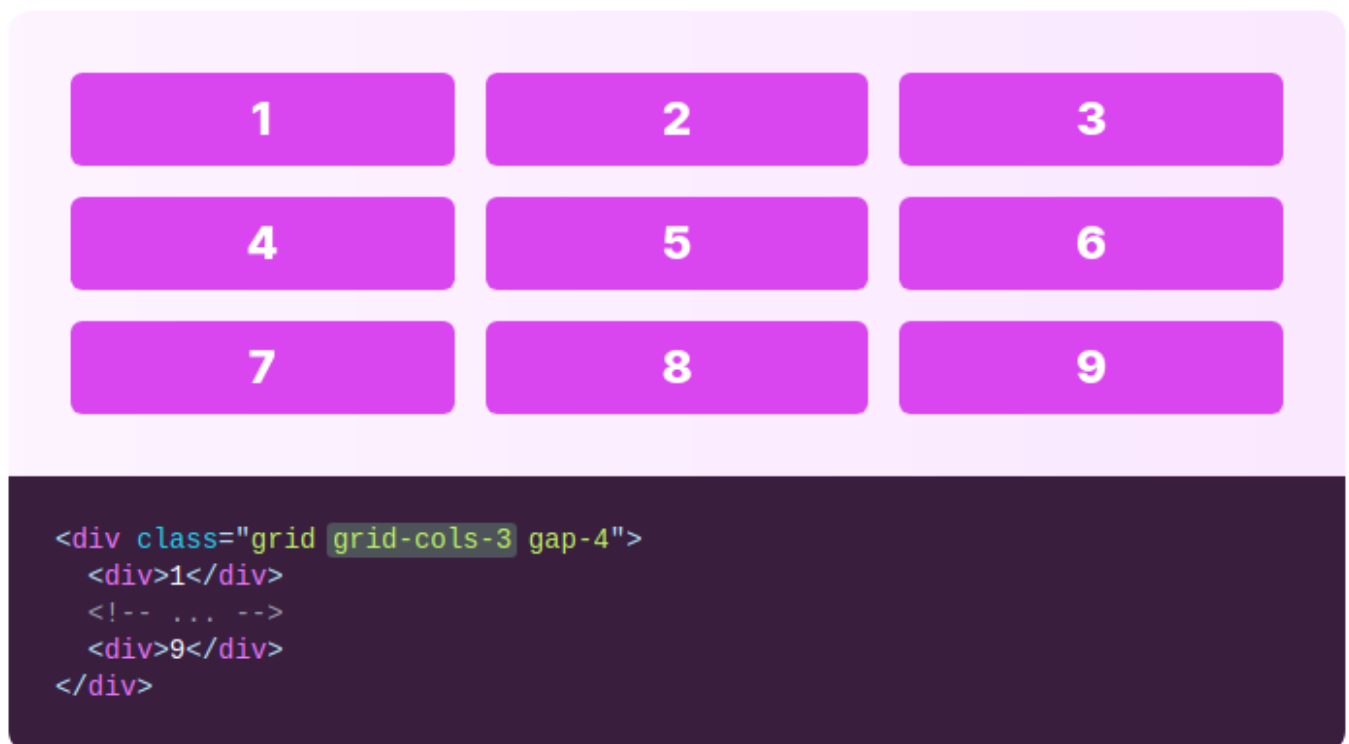 1 2 3
4 5 6
7 8 9
<div class="grid grid-cols-3 gap-4">
  <div>1</div>
  <!-- ... -->
  <div>9</div>
</div>